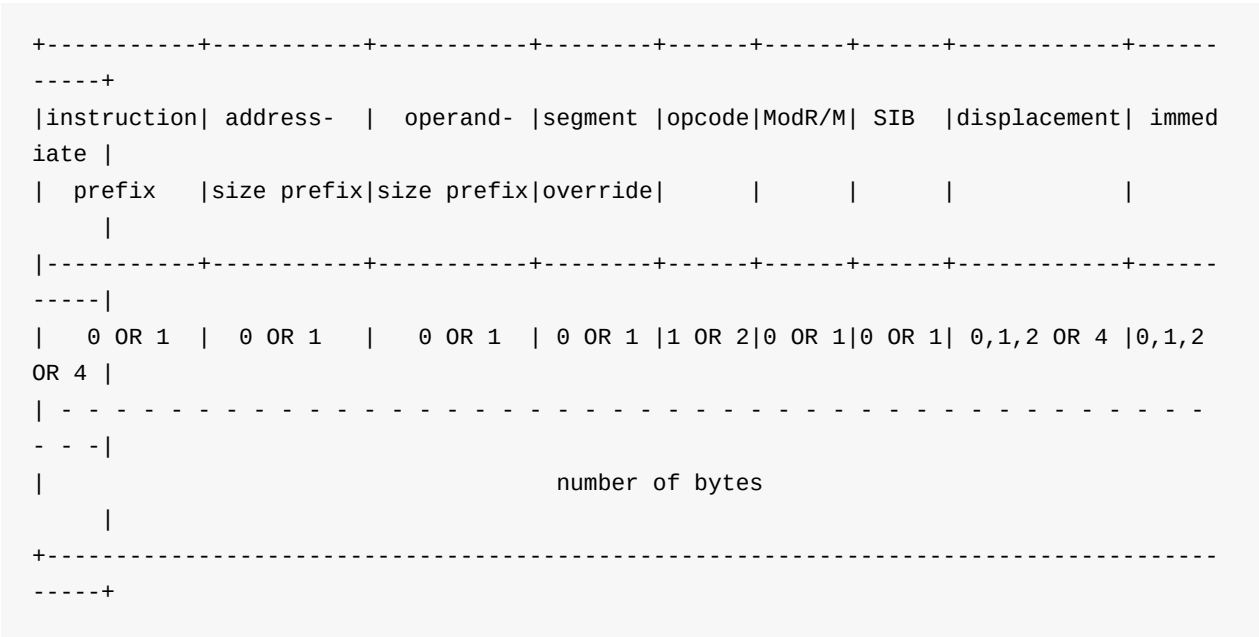 +-----------+-----------+-----------+--------+------+------+------+------------+------
-----+
|instruction| address-  |  operand- |segment |opcode|ModR/M| SIB  |displacement| immed
iate |
|  prefix   |size prefix|size prefix|override|      |      |      |            |
     |
|-----------+-----------+-----------+--------+------+------+------+------------+------
-----|
|   0 OR 1  |  0 OR 1   |   0 OR 1  | 0 OR 1 |1 OR 2|0 OR 1|0 OR 1| 0,1,2 OR 4 |0,1,2
OR 4 |
| - - - - - - - - - - - - - - - - - - - - - - - - - - - - - - - - - - - - - - - - - -
- - -|
|                                     number of bytes
     |
+-------------------------------------------------------------------------------------
-----+